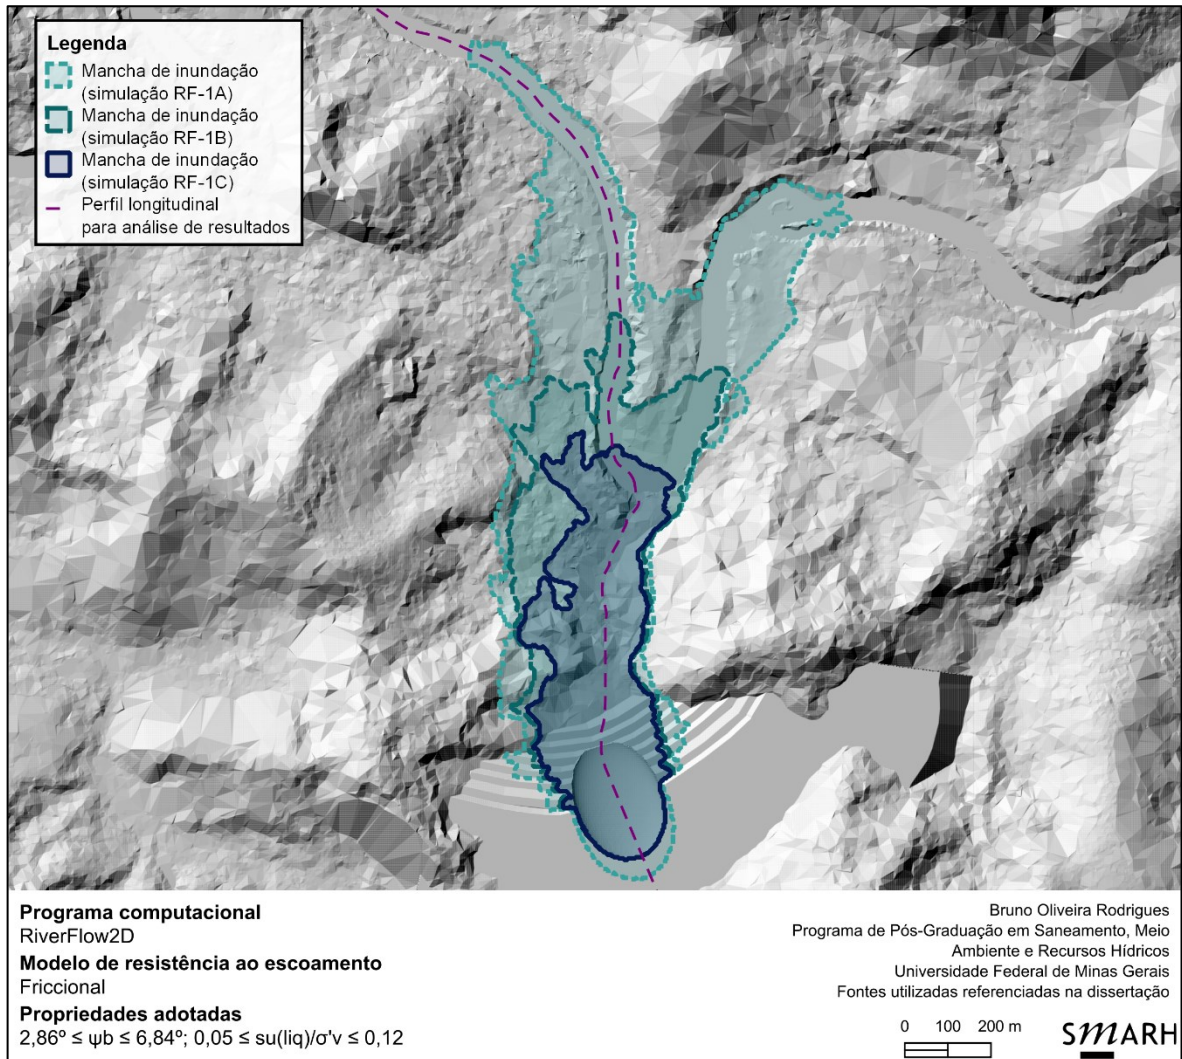 Legenda
Mancha de inundação
(simulação RF-1A)
Mancha de inundação
(simulação RF-1B)
Mancha de inundação
(simulação RF-1C)
Perfil longitudinal
para análise de resultados
Programa computacional
RiverFlow2D
Modelo de resistência ao escoamento
Friccional
Propriedades adotadas
2,86º ≤ ψb ≤ 6,84º; 0,05 ≤ su(liq)/σ'v ≤ 0,12
Bruno Oliveira Rodrigues
Programa de Pós-Graduação em Saneamento, Meio
Ambiente e Recursos Hídricos
Universidade Federal de Minas Gerais
Fontes utilizadas referenciadas na dissertação
0 100 200 m
SMARH